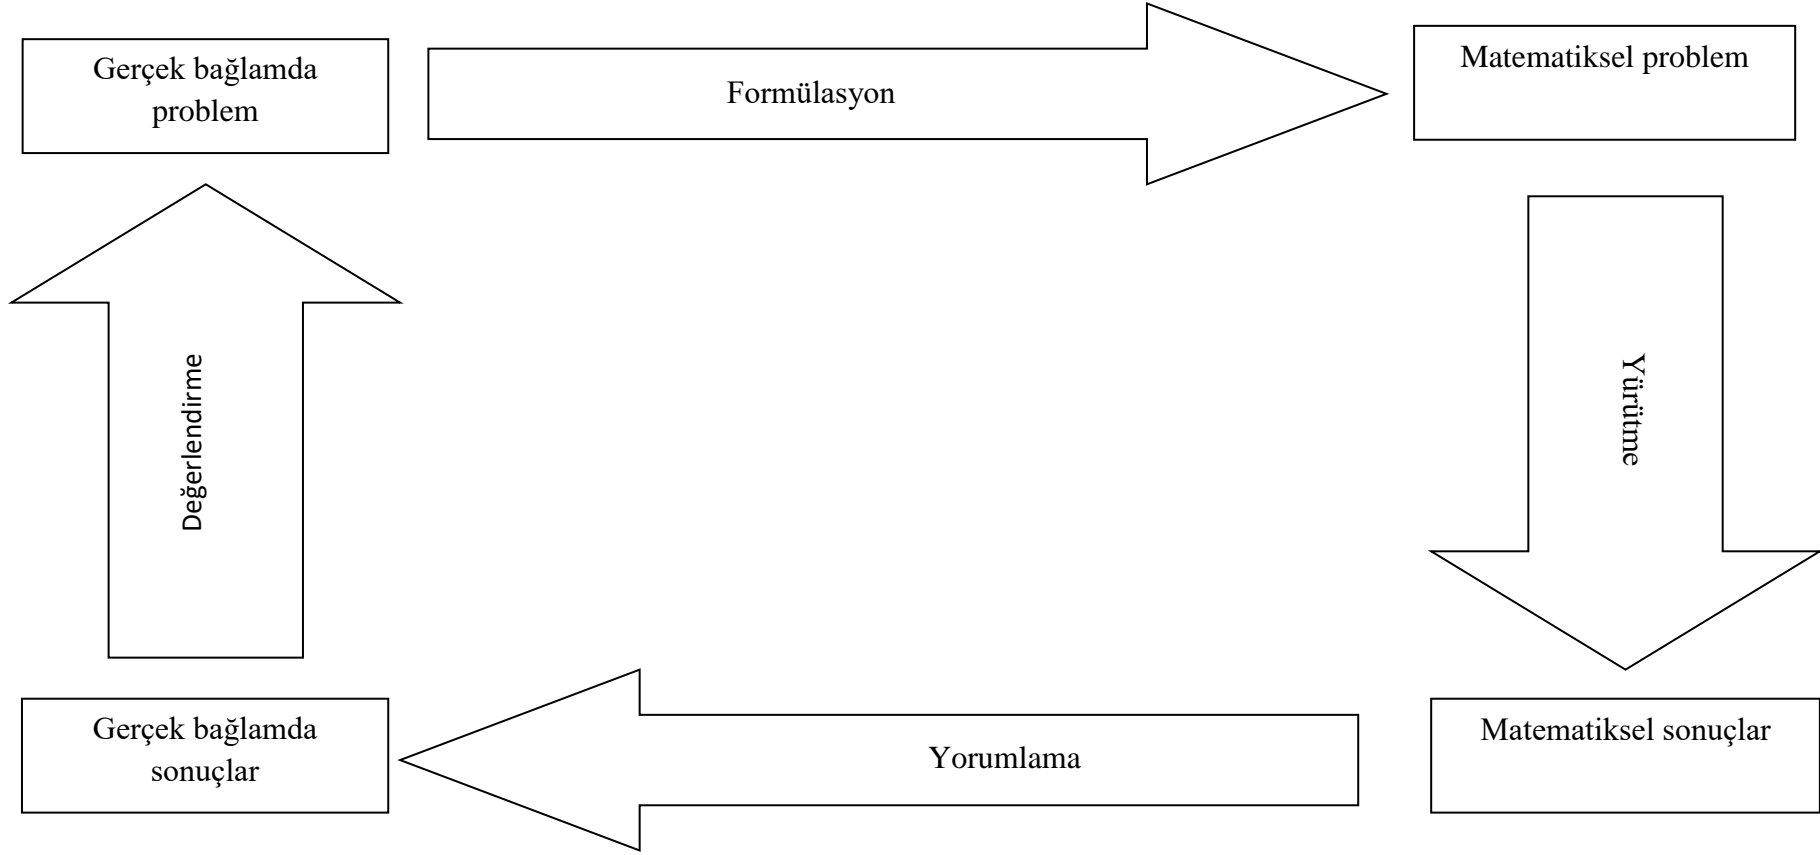 Gerçek bağlamda
problem
Formülasyon
Matematiksel problem
Değerlendirme
Yürütme
Gerçek bağlamda
sonuçlar
Yorumlama
Matematiksel sonuçlar